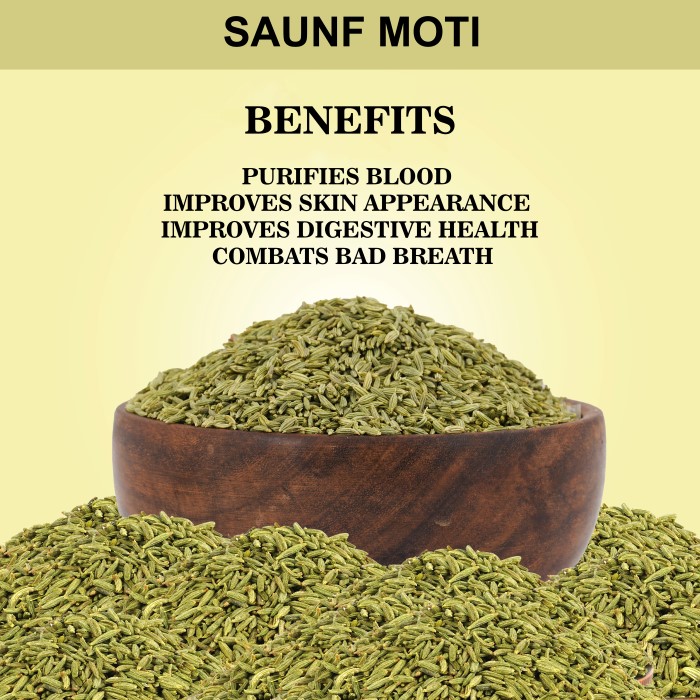 SAUNF MOTI
BENEFITS
PURIFIES BLOOD
IMPROVES SKIN APPEARANCE
IMPROVES DIGESTIVE HEALTH
COMBATS BAD BREATH